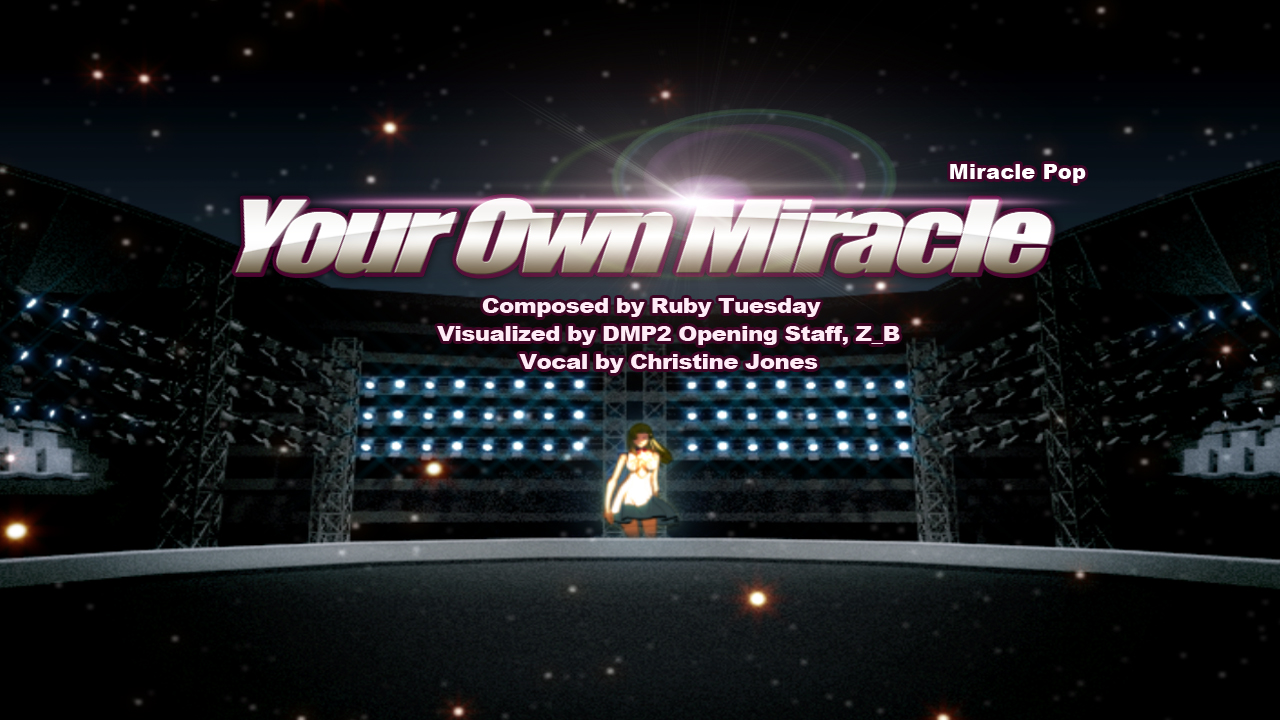 Miracle Pop
Your Own Miracle
Composed by Ruby Tuesday
Visualized by DMP2 Opening Staff, Z_B
Vocal by Christine Jones